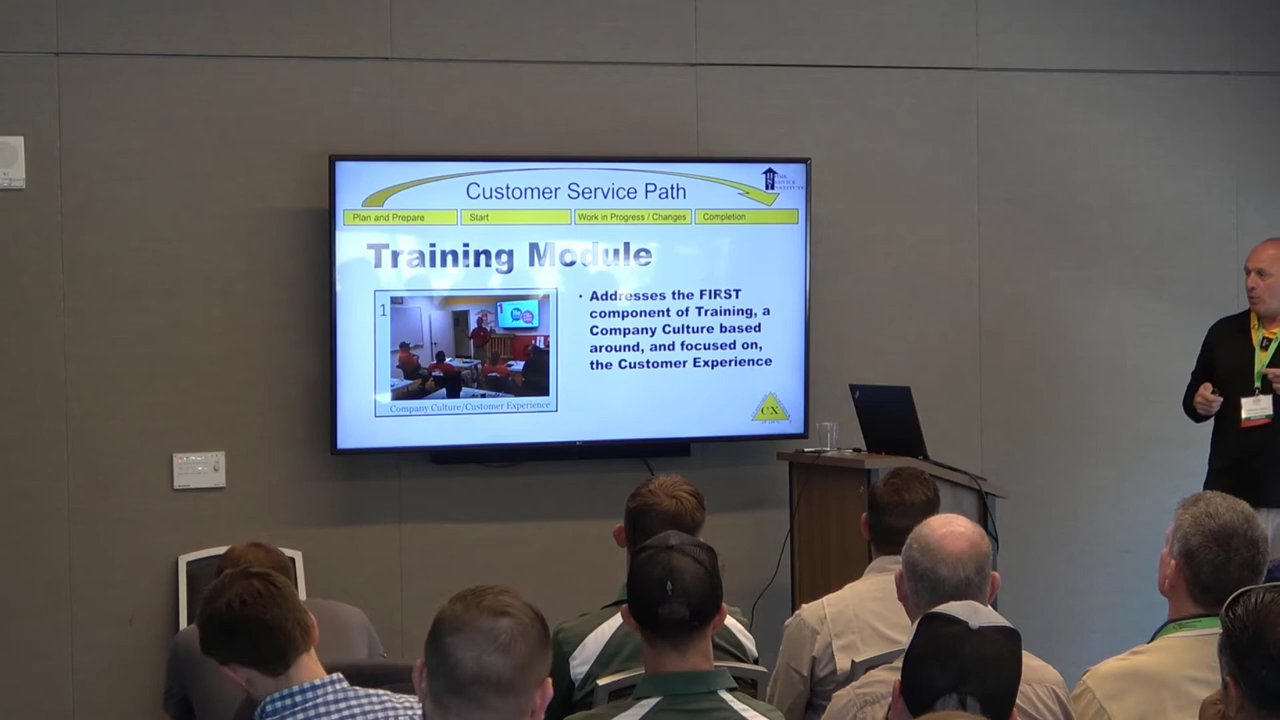 Customer Service Path
Plan and Prepare
Start
Work in Progress / Changes
Completion
Training Module
1
Company Culture/Customer Experience
• Addresses the FIRST
component of Training, a
Company Culture based
around, and focused on,
the Customer Experience
CX